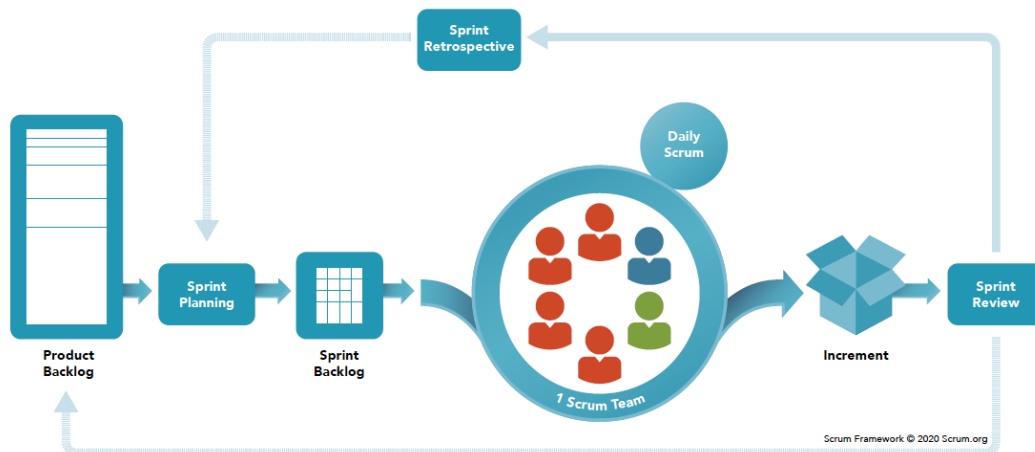 Sprint
Retrospective
Daily
Scrum
Sprint
Planning
Sprint
Review
Product
Backlog
Sprint
Backlog
Increment
1 Scrum Team
Scrum Framework © 2020 Scrum.org